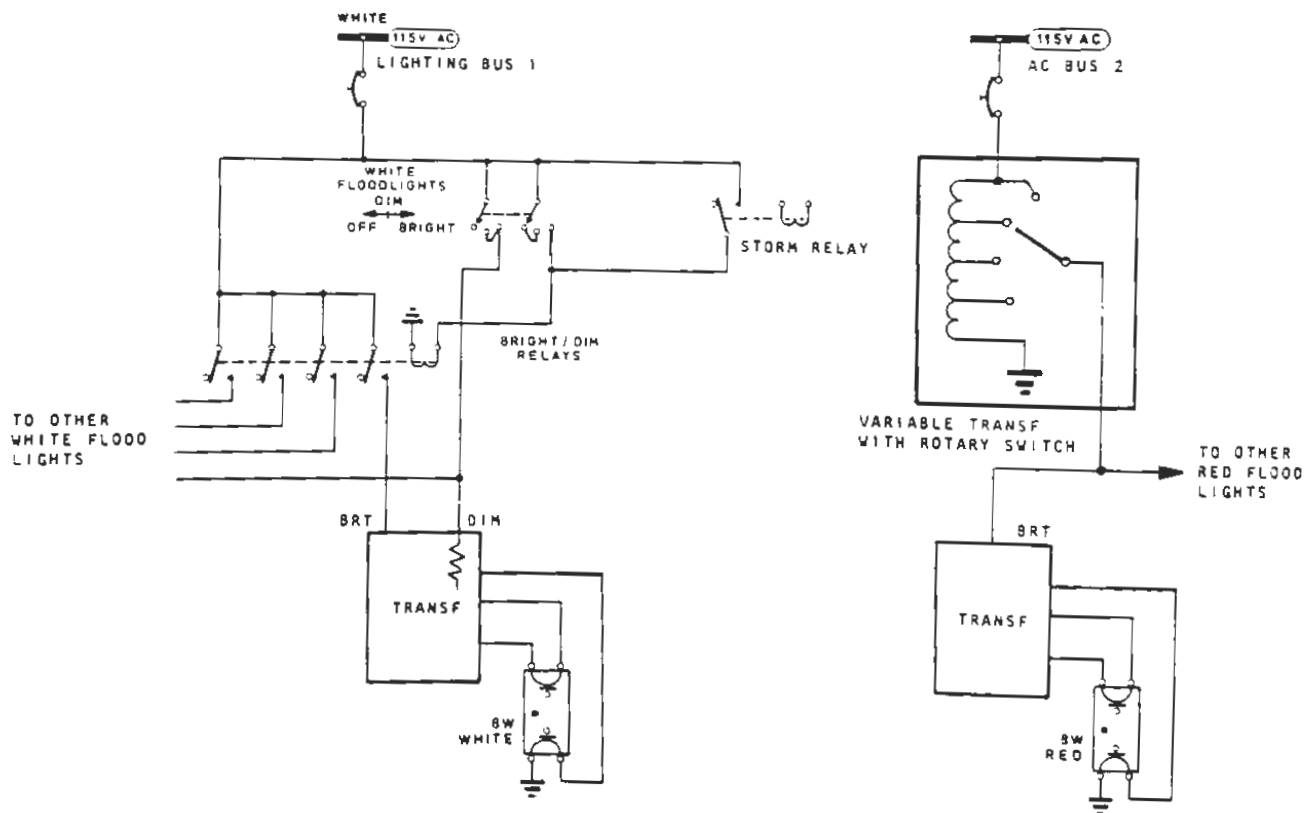 WHITE
115V AC
LIGHTING BUS 1
WHITE
FLOODLIGHTS
DIM
OFF BRIGHT
STORM RELAY
BRIGHT/DIM
RELAYS
TO OTHER
WHITE FLOOD
LIGHTS
BRT DIM
TRANSF
8W
WHITE
115V AC
AC BUS 2
VARIABLE TRANSF
WITH ROTARY SWITCH
TO OTHER
RED FLOOD
LIGHTS
BRT
TRANSF
8W
RED